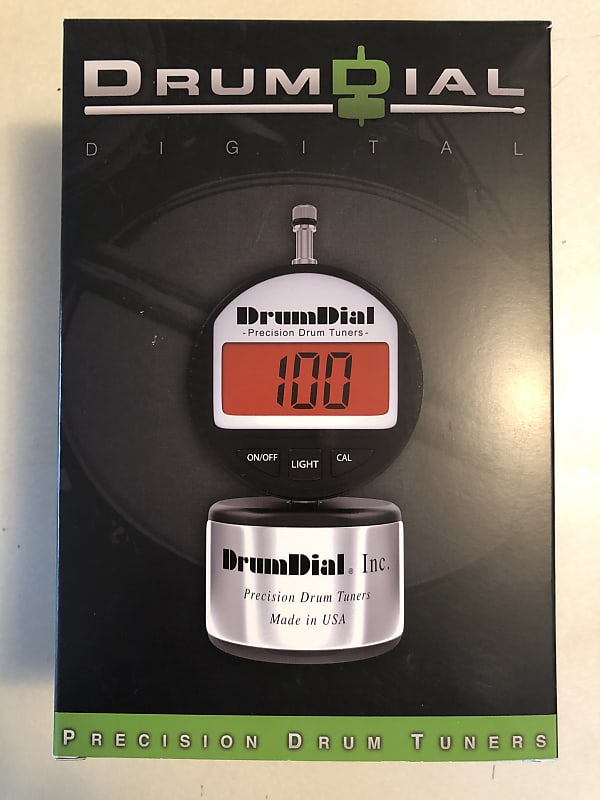 DRUMDIAL
DIGITAL
DrumDial
-Precision Drum Tuners-
100
ON/OFF LIGHT CAL
DrumDial® Inc.
Precision Drum Tuners
Made in USA
PRECISION DRUM TUNERS